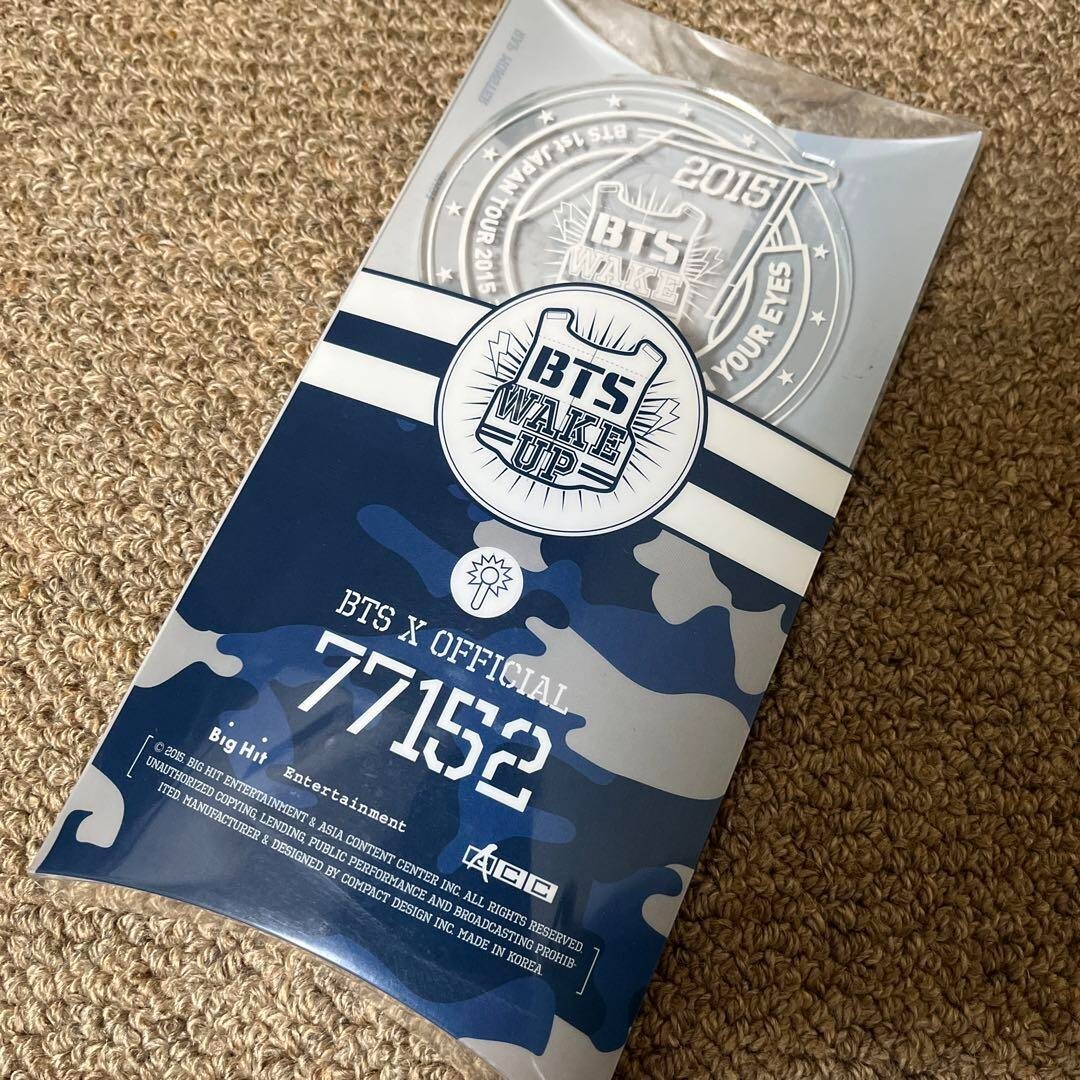 RAP MONSTER
2015
BTS 1st JAPAN TOUR 2015
BTS
WAKE
YOUR EYES
BTS
WAKE
UP
BTS X OFFICIAL
77152
Big Hit
Entertainment
ACC
© 2015. BIG HIT ENTERTAINMENT & ASIA CONTENT CENTER INC. ALL RIGHTS RESERVED.
UNAUTHORIZED COPYING, LENDING, PUBLIC PERFORMANCE AND BROADCASTING PROHIB-
ITED. MANUFACTURER & DESIGNED BY COMPACT DESIGN INC. MADE IN KOREA.